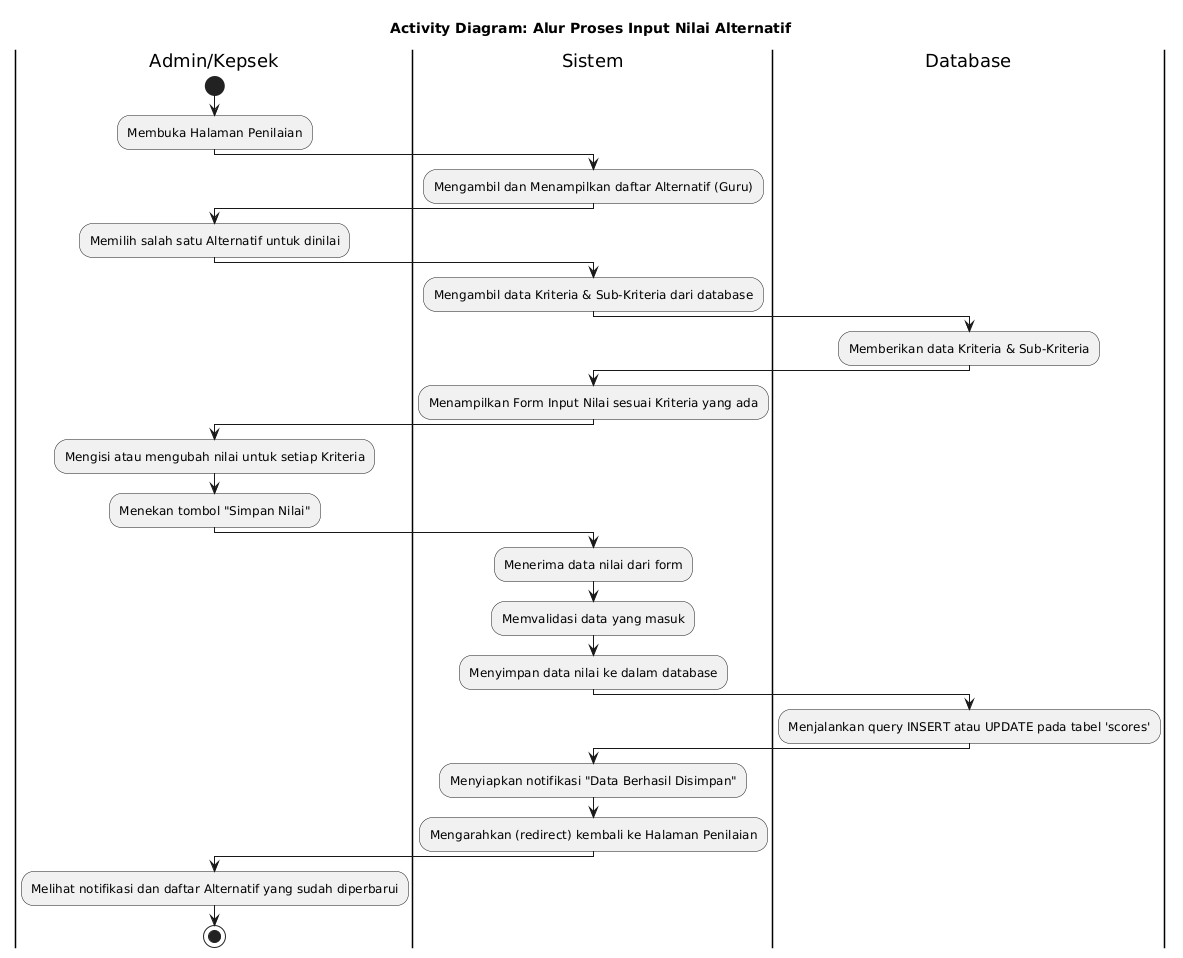 Activity Diagram: Alur Proses Input Nilai Alternatif
Admin/Kepsek
Sistem
Database
Membuka Halaman Penilaian
Mengambil dan Menampilkan daftar Alternatif (Guru)
Memilih salah satu Alternatif untuk dinilai
Mengambil data Kriteria & Sub-Kriteria dari database
Memberikan data Kriteria & Sub-Kriteria
Menampilkan Form Input Nilai sesuai Kriteria yang ada
Mengisi atau mengubah nilai untuk setiap Kriteria
Menekan tombol "Simpan Nilai"
Menerima data nilai dari form
Memvalidasi data yang masuk
Menyimpan data nilai ke dalam database
Menjalankan query INSERT atau UPDATE pada tabel 'scores'
Menyiapkan notifikasi "Data Berhasil Disimpan"
Mengarahkan (redirect) kembali ke Halaman Penilaian
Melihat notifikasi dan daftar Alternatif yang sudah diperbarui